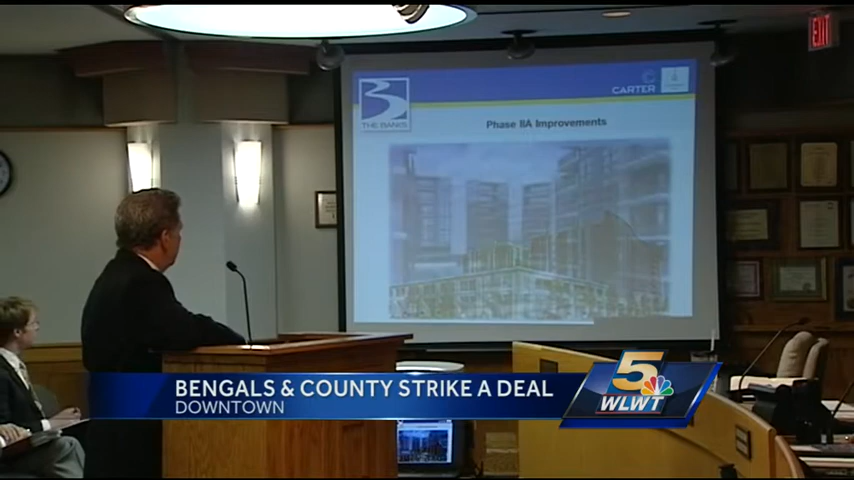 EXIT
THE BANKS
CARTER
Phase IIA Improvements
BENGALS & COUNTY STRIKE A DEAL
DOWNTOWN
5
WLWT